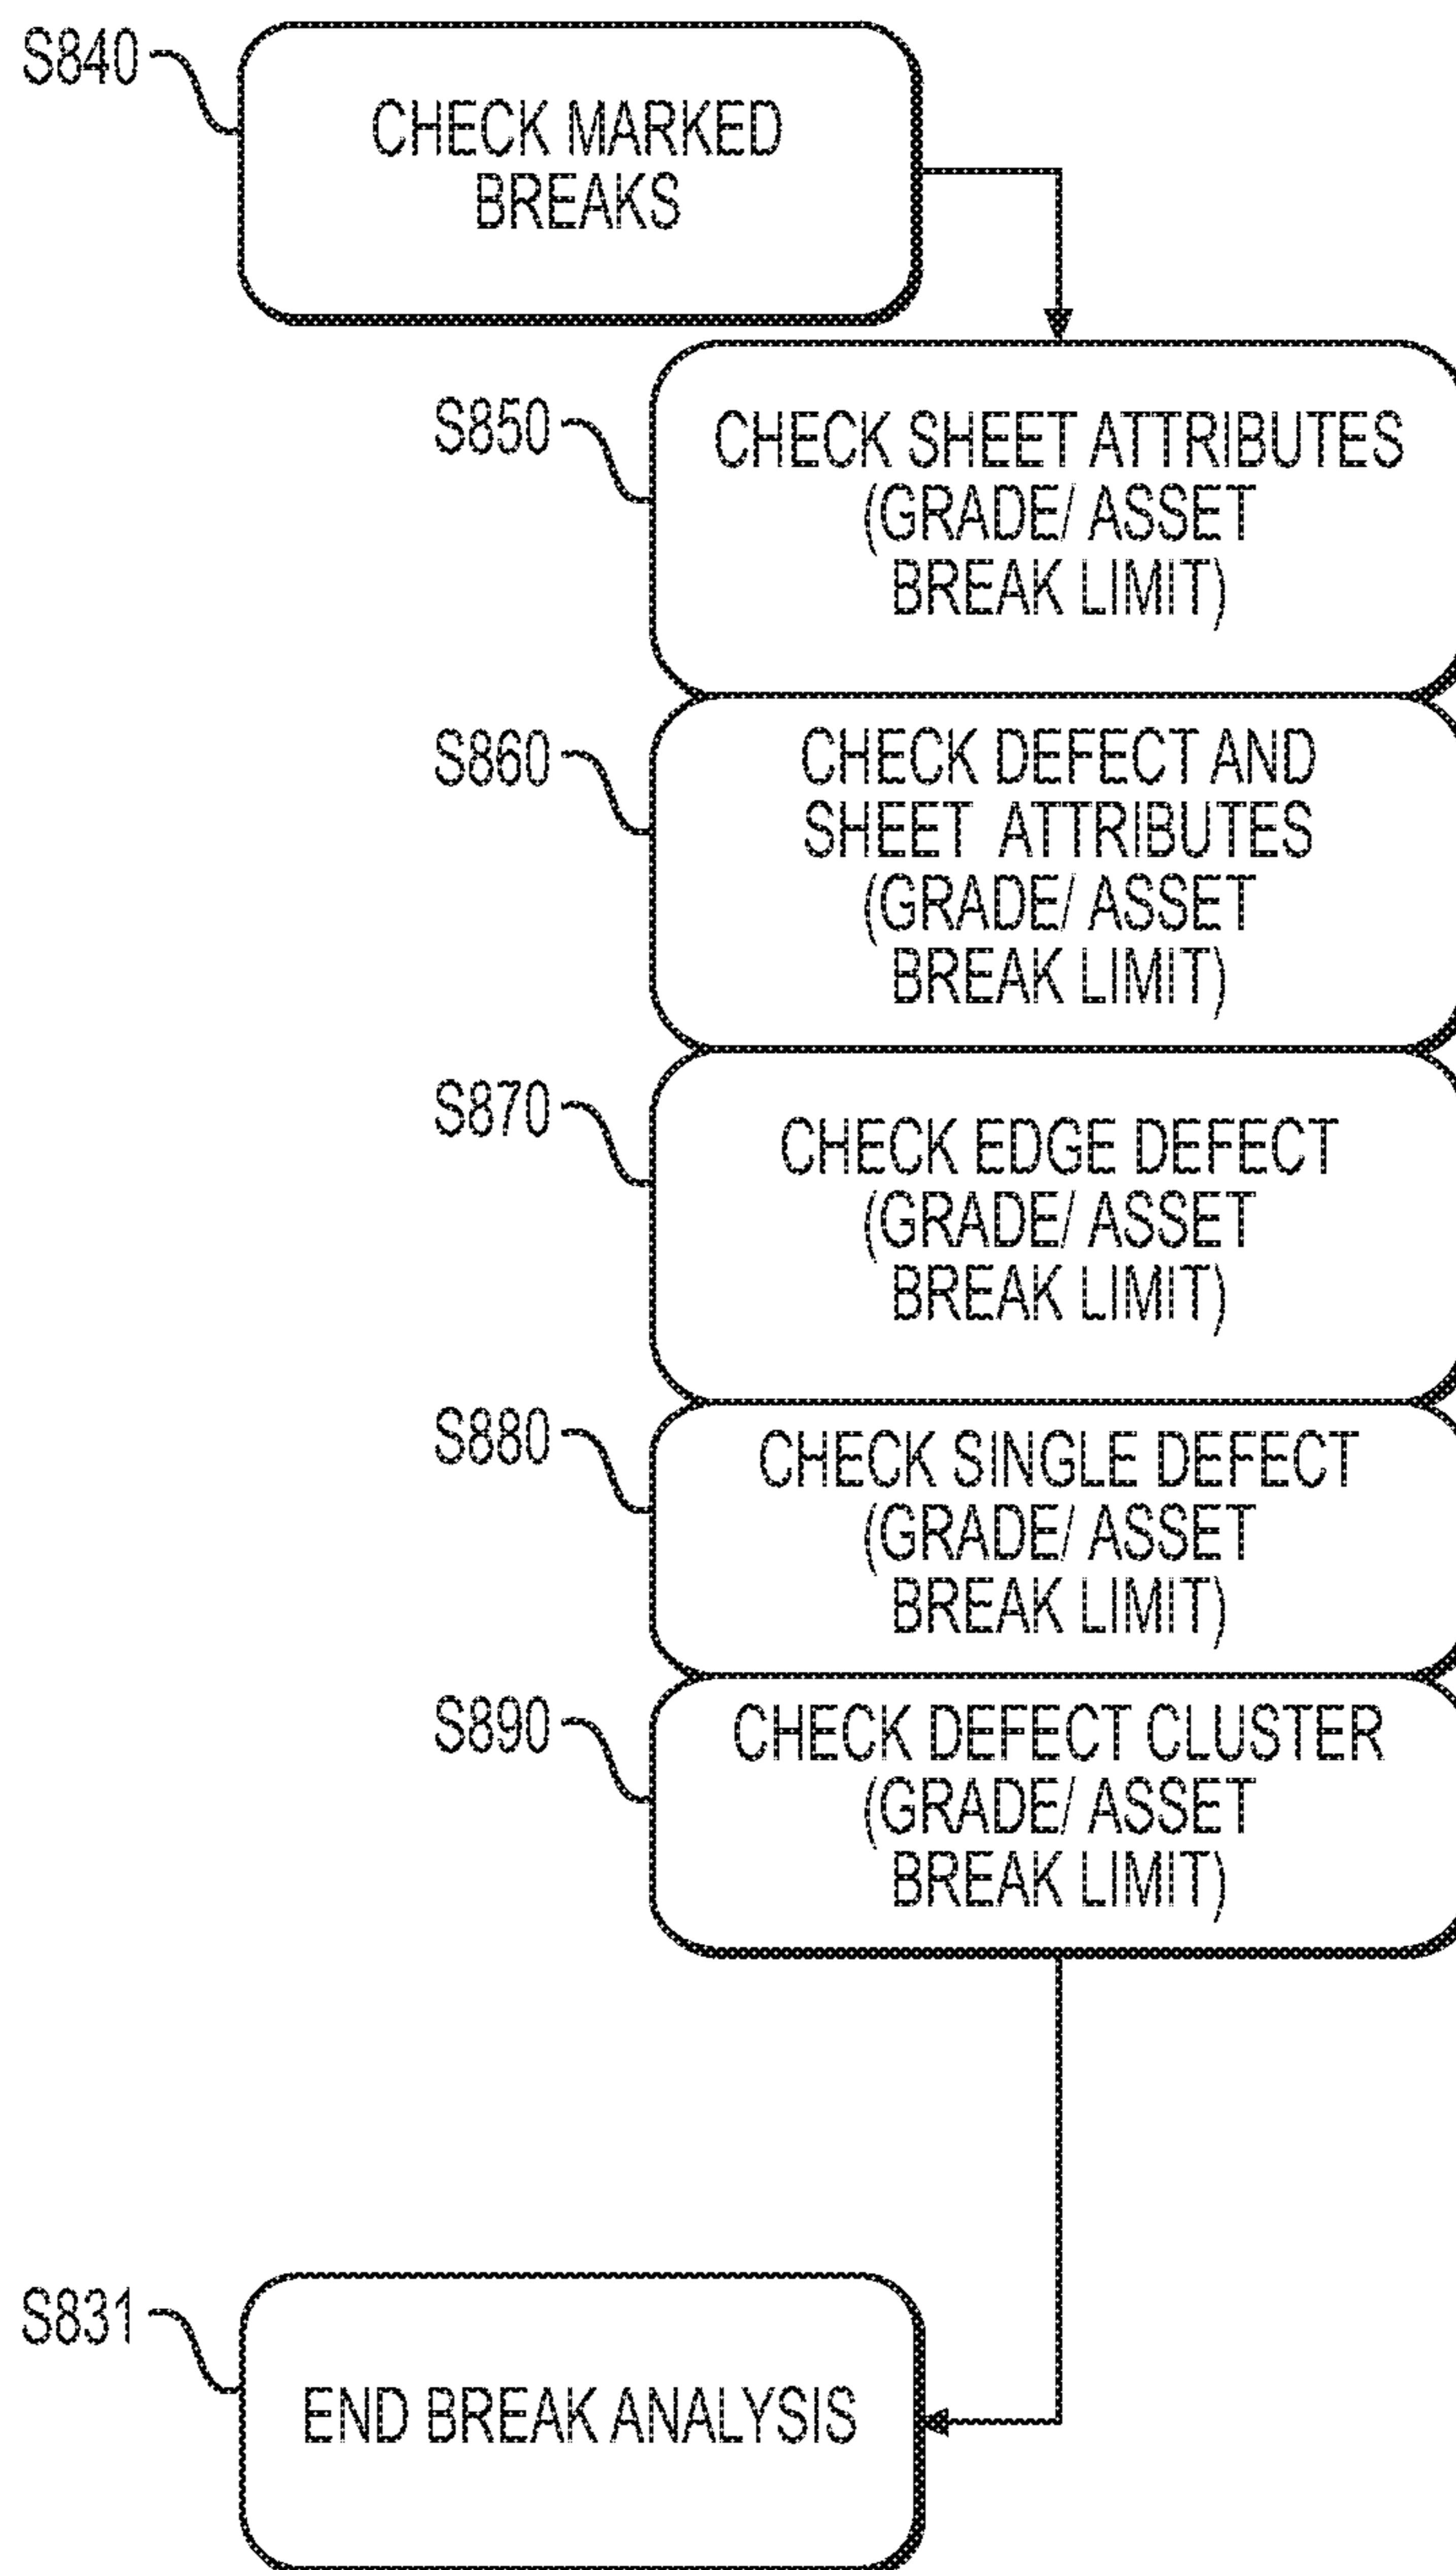 S840
CHECK MARKED
BREAKS
S850
CHECK SHEET ATTRIBUTES
(GRADE/ ASSET
BREAK LIMIT)
S860
CHECK DEFECT AND
SHEET ATTRIBUTES
(GRADE/ ASSET
BREAK LIMIT)
S870
CHECK EDGE DEFECT
(GRADE/ ASSET
BREAK LIMIT)
S880
CHECK SINGLE DEFECT
(GRADE/ ASSET
BREAK LIMIT)
S890
CHECK DEFECT CLUSTER
(GRADE/ ASSET
BREAK LIMIT)
S831
END BREAK ANALYSIS